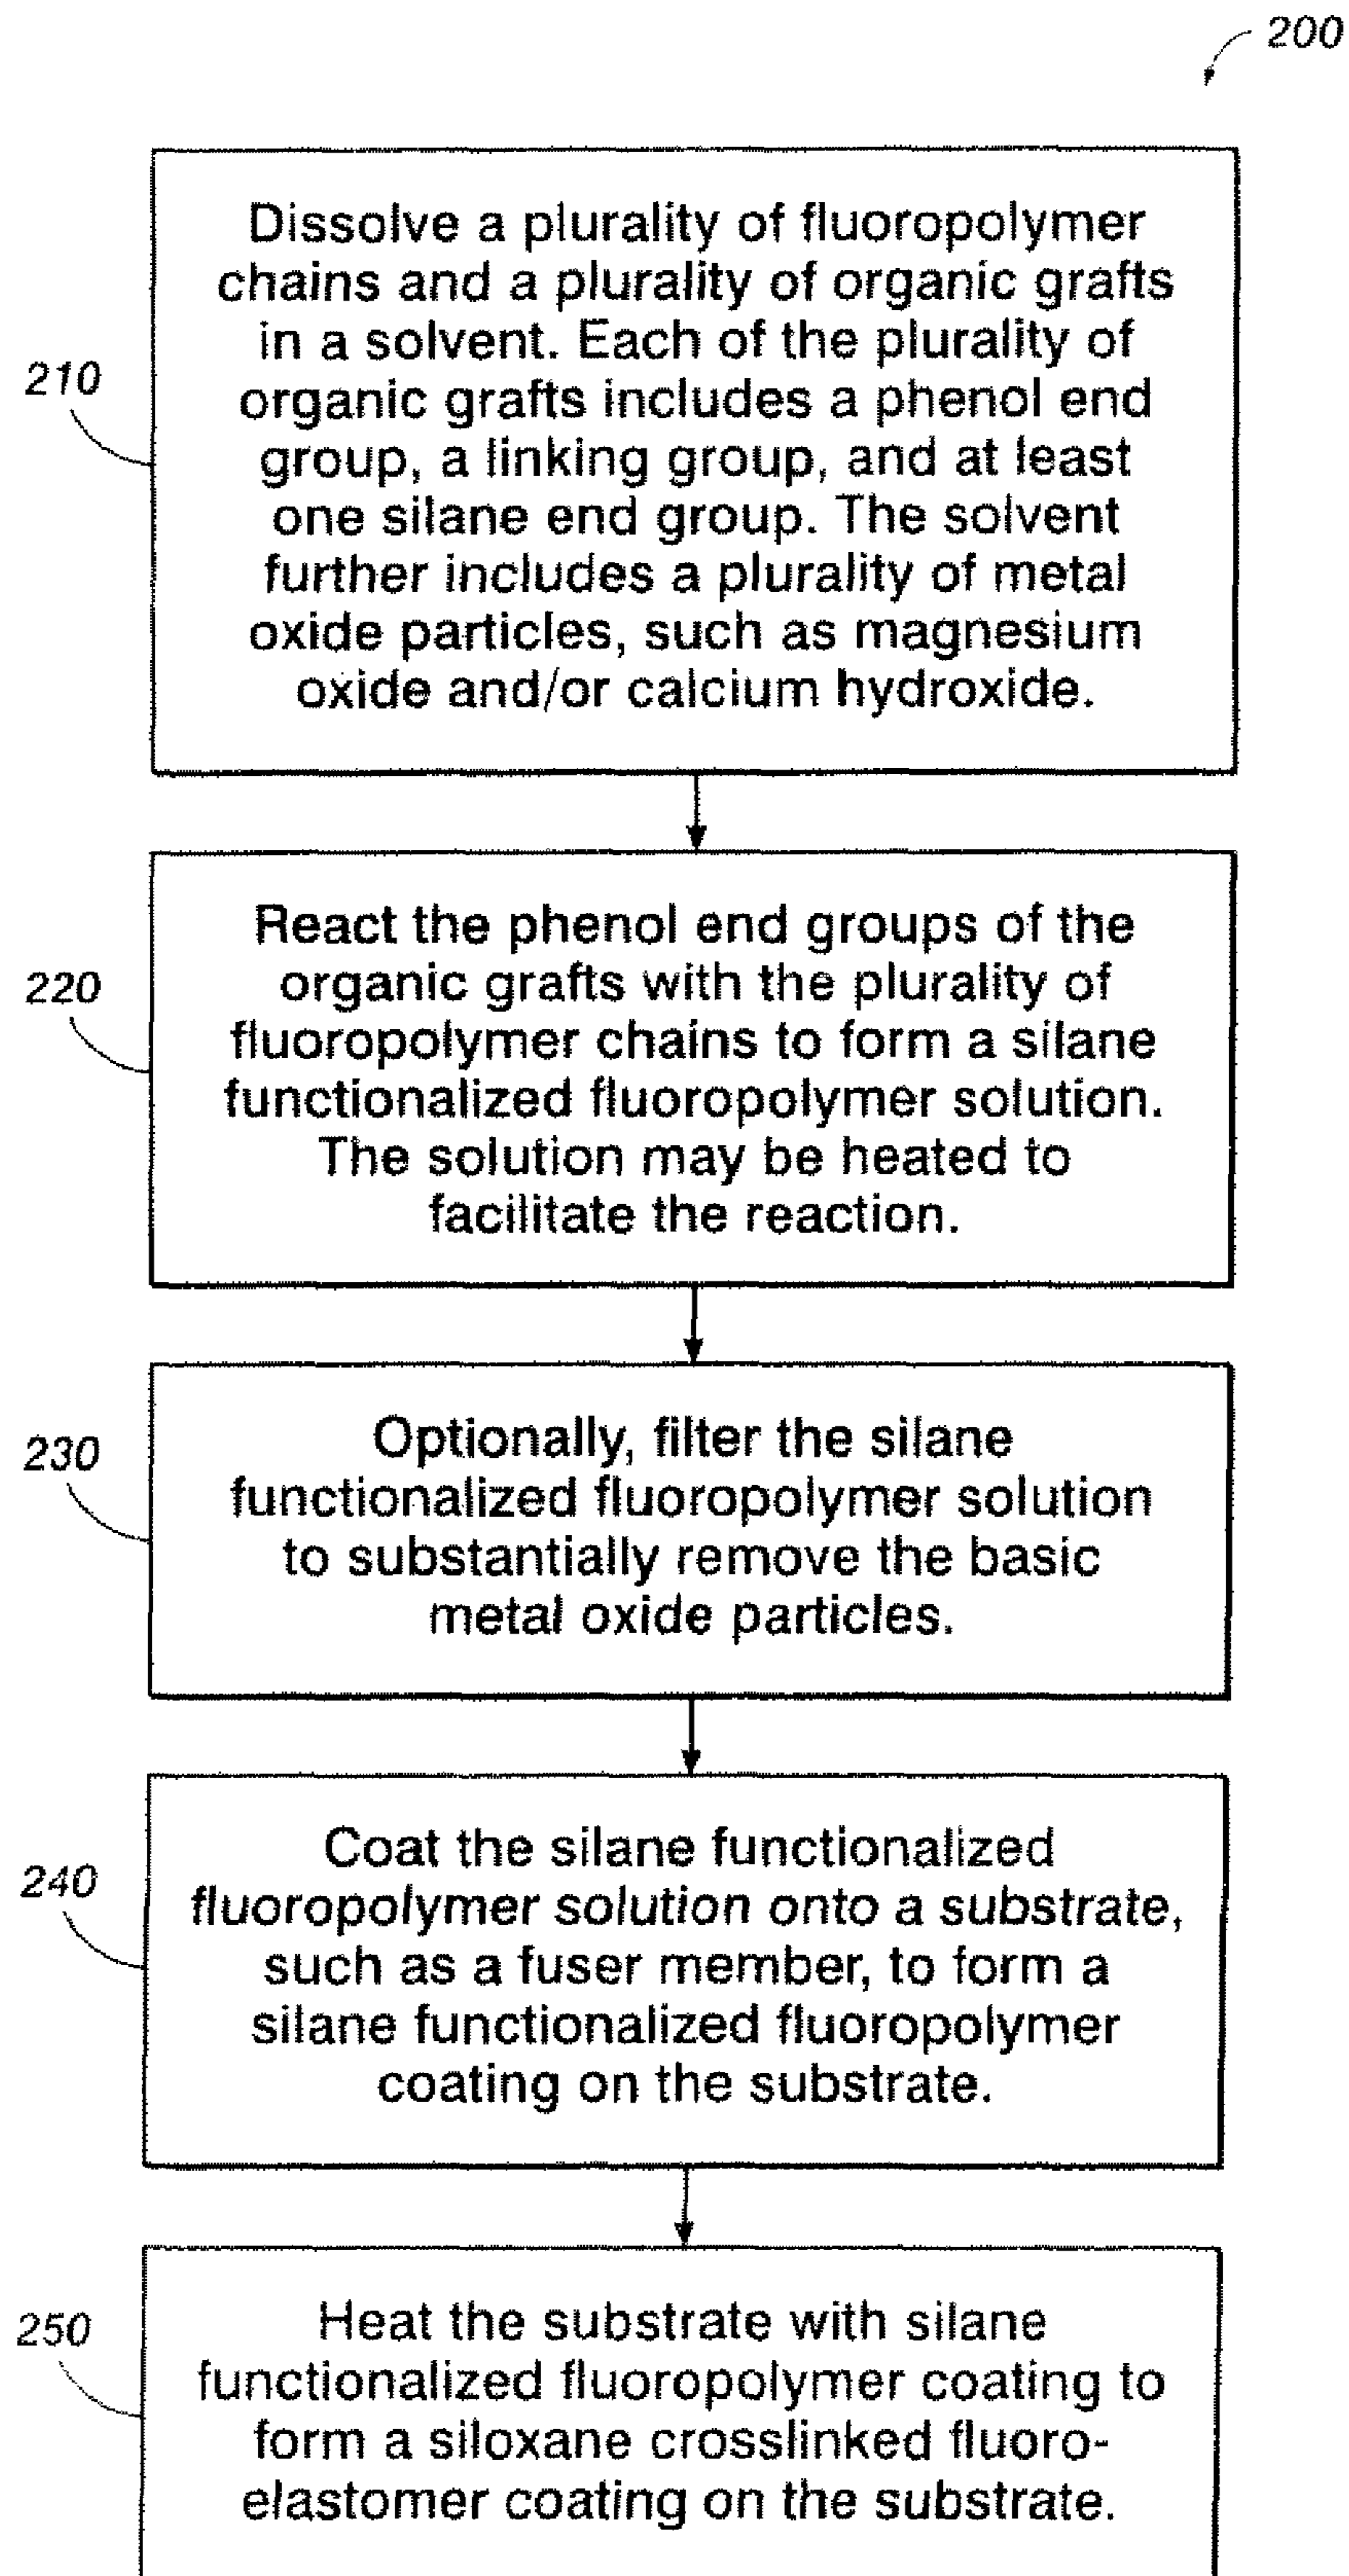 200
210
Dissolve a plurality of fluoropolymer
chains and a plurality of organic grafts
in a solvent. Each of the plurality of
organic grafts includes a phenol end
group, a linking group, and at least
one silane end group. The solvent
further includes a plurality of metal
oxide particles, such as magnesium
oxide and/or calcium hydroxide.
220
React the phenol end groups of the
organic grafts with the plurality of
fluoropolymer chains to form a silane
functionalized fluoropolymer solution.
The solution may be heated to
facilitate the reaction.
230
Optionally, filter the silane
functionalized fluoropolymer solution
to substantially remove the basic
metal oxide particles.
240
Coat the silane functionalized
fluoropolymer solution onto a substrate,
such as a fuser member, to form a
silane functionalized fluoropolymer
coating on the substrate.
250
Heat the substrate with silane
functionalized fluoropolymer coating to
form a siloxane crosslinked fluoro-
elastomer coating on the substrate.